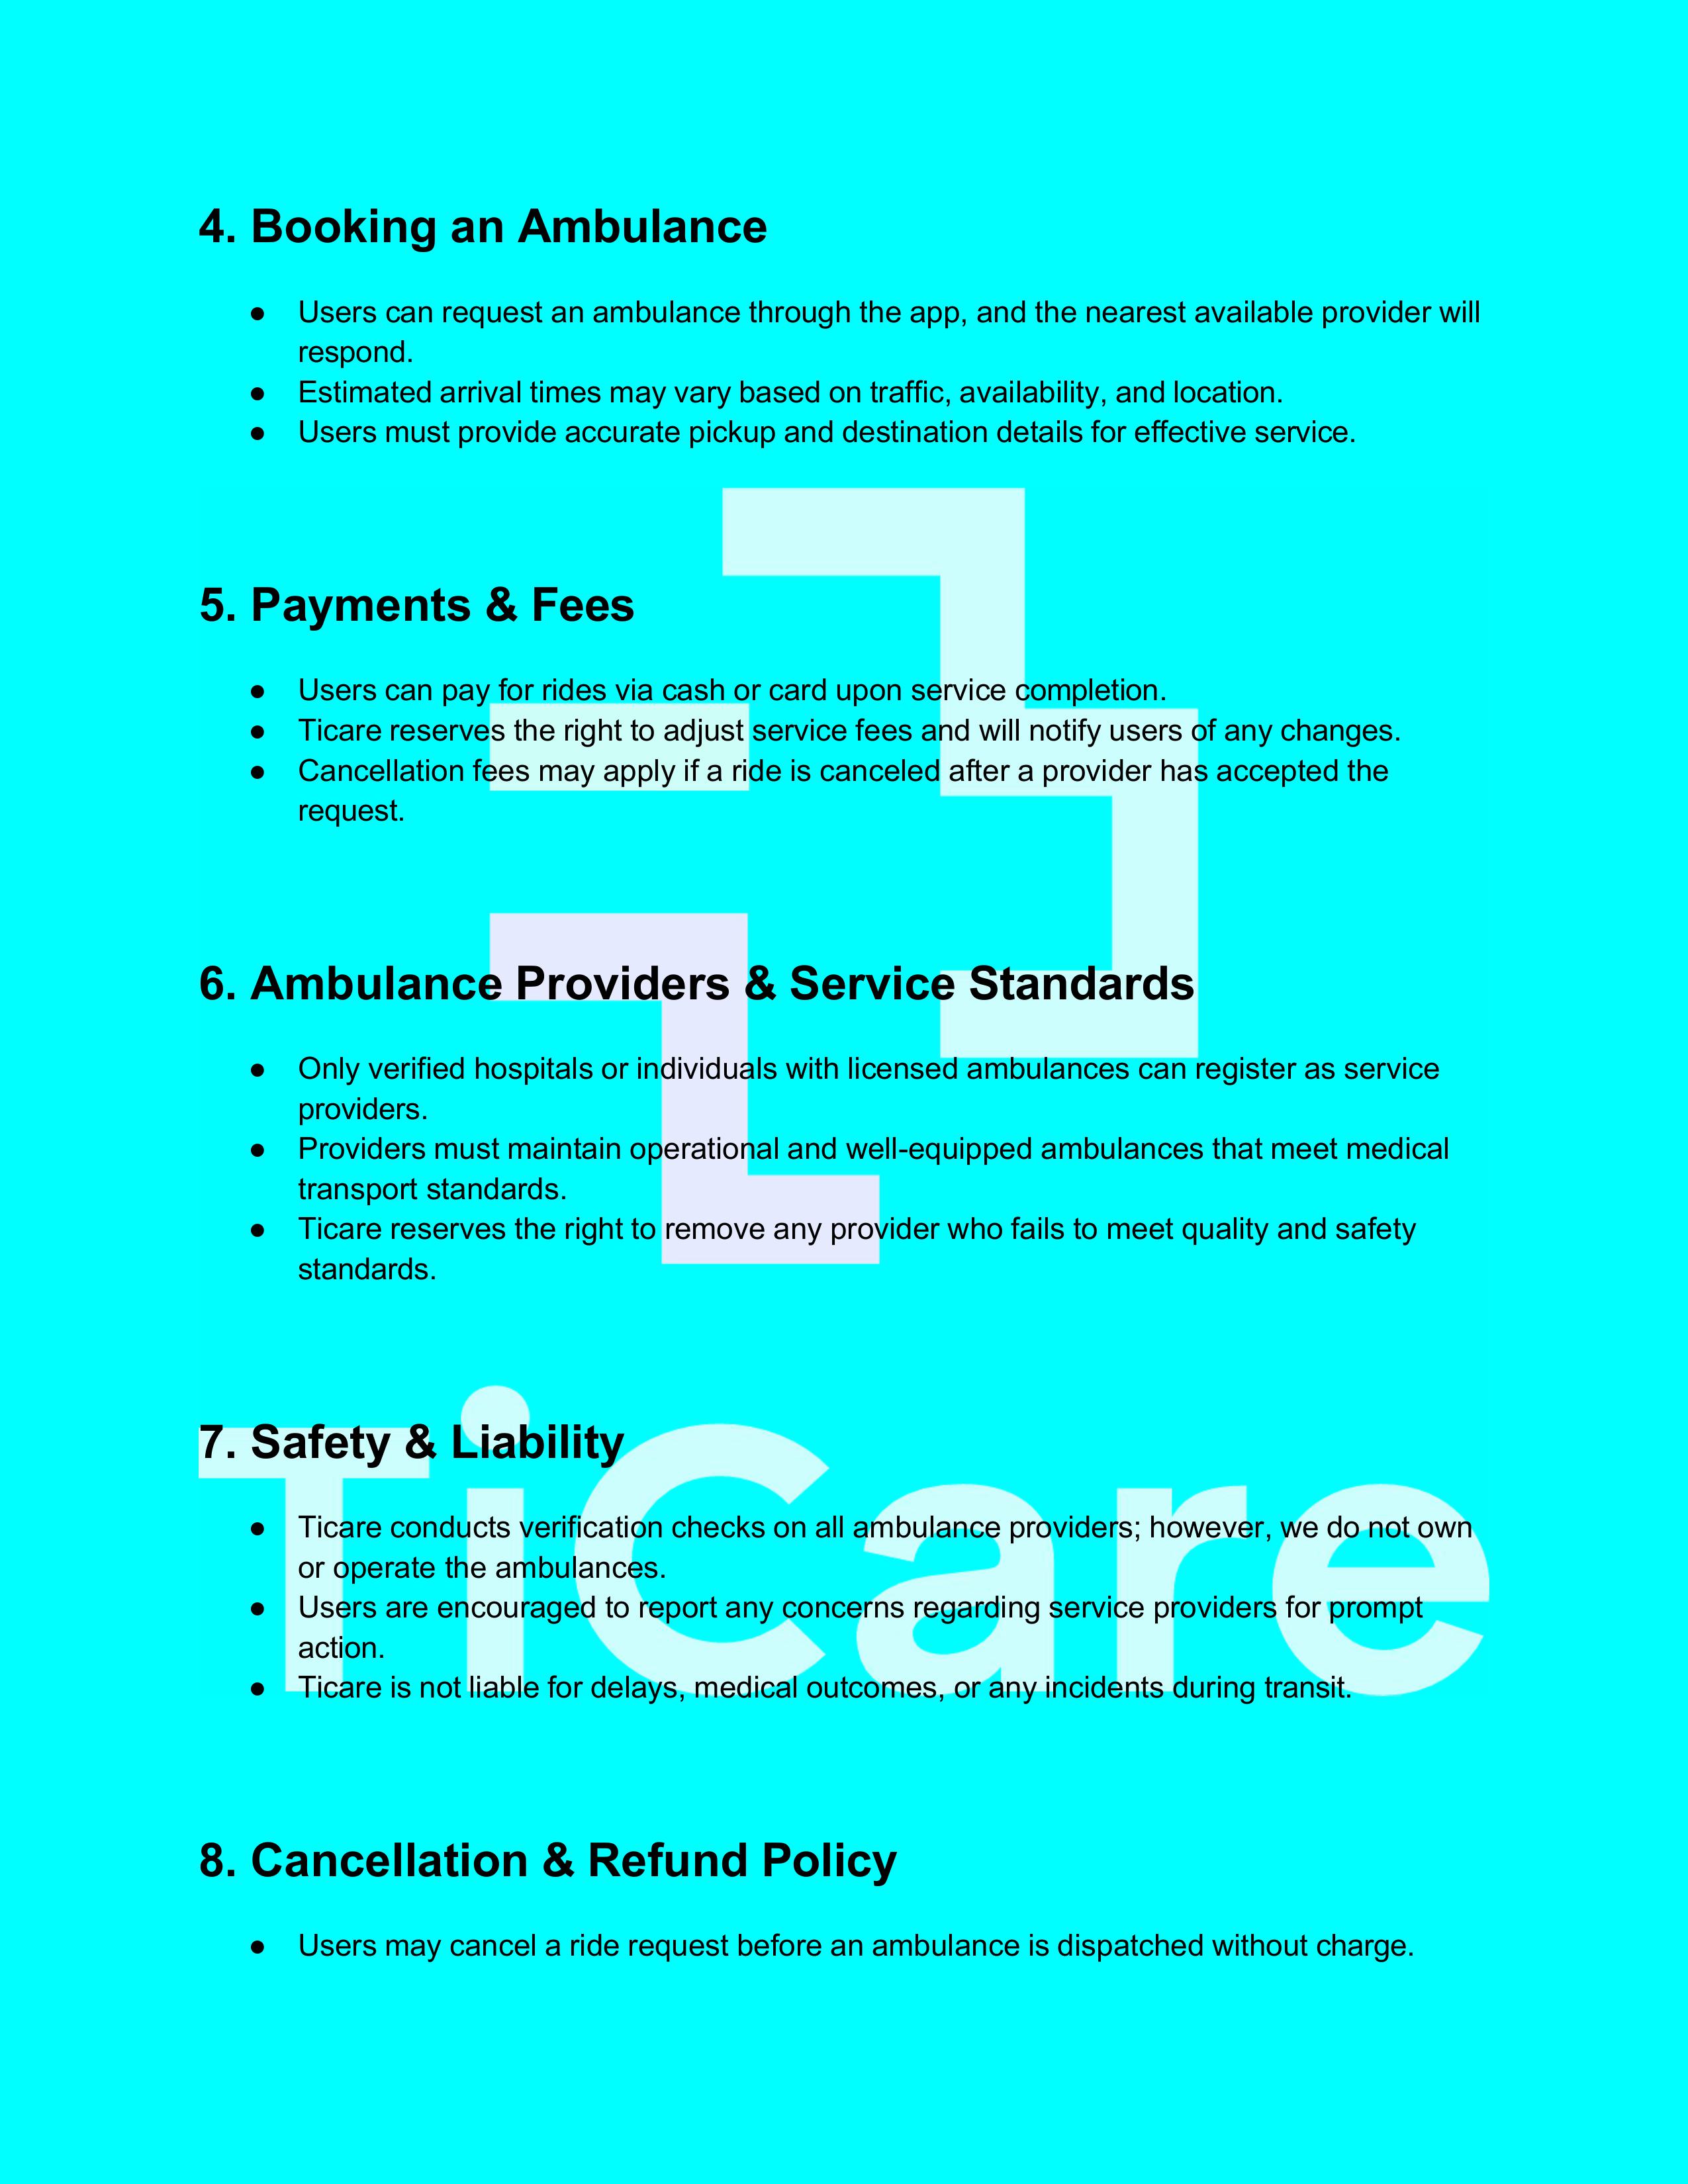 4. Booking an Ambulance
● Users can request an ambulance through the app, and the nearest available provider will
respond.
● Estimated arrival times may vary based on traffic, availability, and location.
● Users must provide accurate pickup and destination details for effective service.
5. Payments & Fees
● Users can pay for rides via cash or card upon service completion.
● Ticare reserves the right to adjust service fees and will notify users of any changes.
● Cancellation fees may apply if a ride is canceled after a provider has accepted the
request.
6. Ambulance Providers & Service Standards
● Only verified hospitals or individuals with licensed ambulances can register as service
providers.
● Providers must maintain operational and well-equipped ambulances that meet medical
transport standards.
● Ticare reserves the right to remove any provider who fails to meet quality and safety
standards.
TiCare
7. Safety & Liability
● Ticare conducts verification checks on all ambulance providers; however, we do not own
or operate the ambulances.
● Users are encouraged to report any concerns regarding service providers for prompt
action.
● Ticare is not liable for delays, medical outcomes, or any incidents during transit.
8. Cancellation & Refund Policy
● Users may cancel a ride request before an ambulance is dispatched without charge.